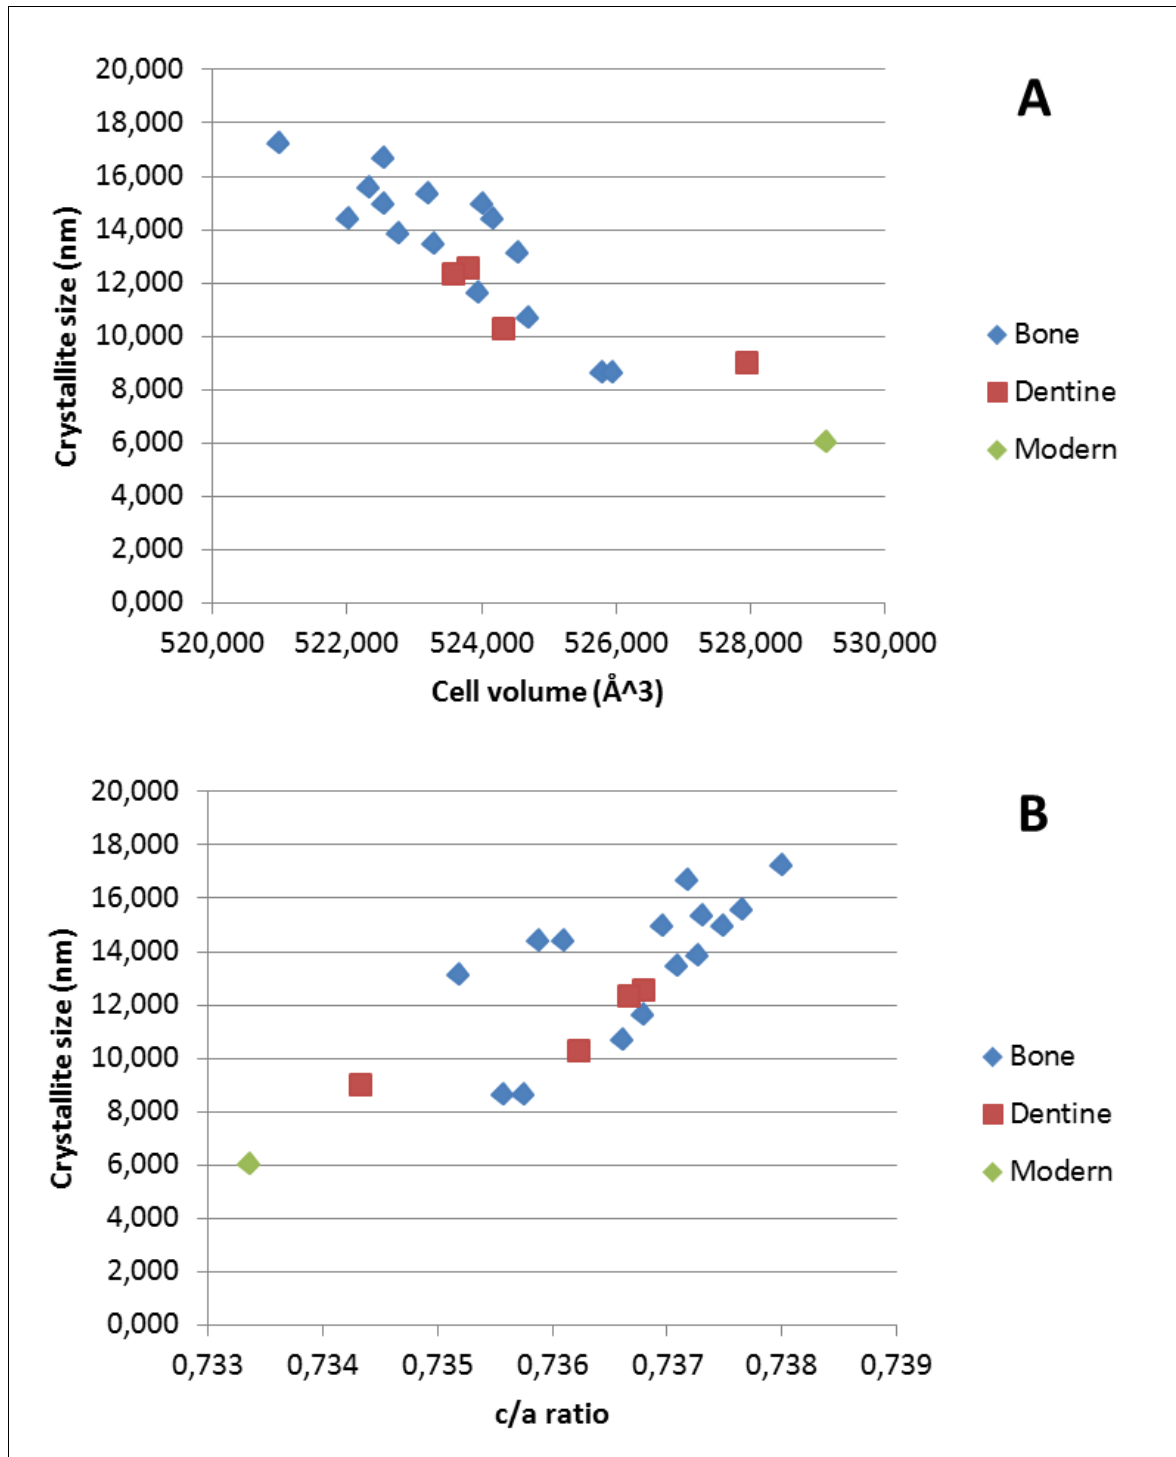 A
20,000
18,000
16,000
14,000
12,000
10,000
8,000
6,000
4,000
2,000
0,000
Crystallite size (nm)
520,000 522,000 524,000 526,000 528,000 530,000
Cell volume (Å^3)
Bone
Dentine
Modern
B
20,000
18,000
16,000
14,000
12,000
10,000
8,000
6,000
4,000
2,000
0,000
Crystallite size (nm)
0,733 0,734 0,735 0,736 0,737 0,738 0,739
c/a ratio
Bone
Dentine
Modern